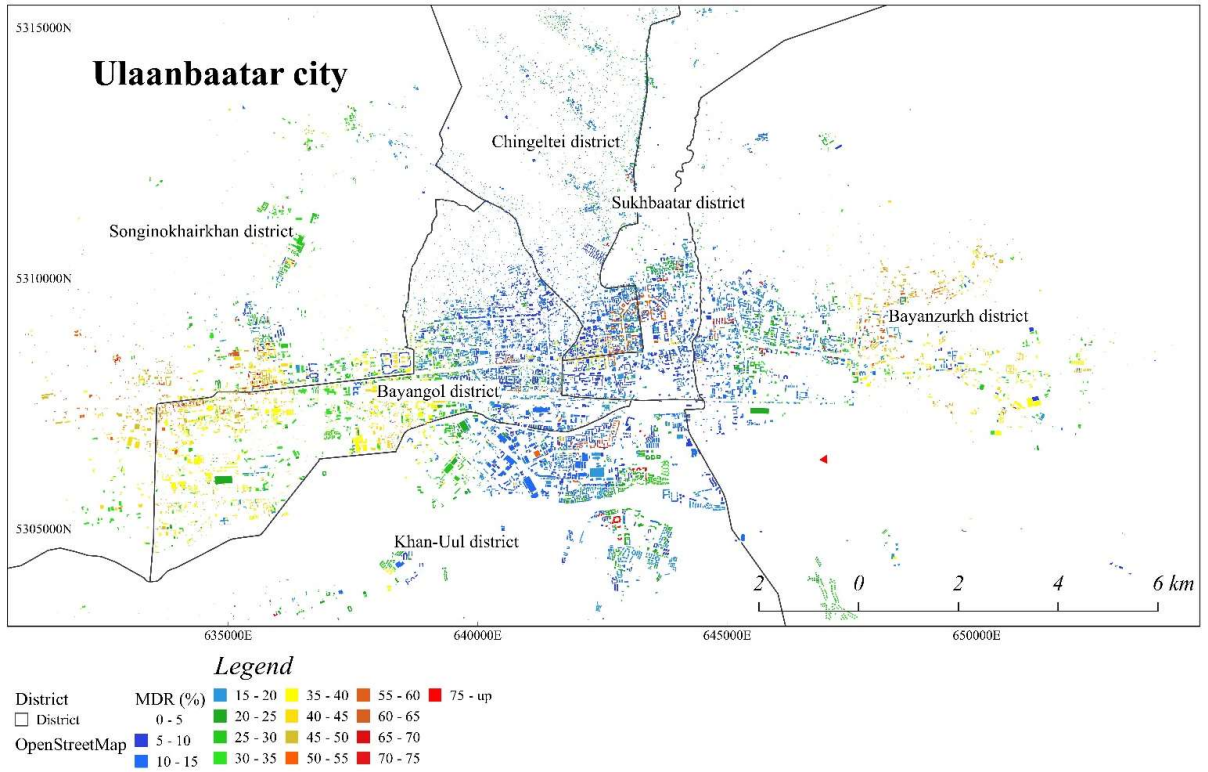 5315000N
Ulaanbaatar city
Chingeltei district
Sukhbaatar district
Songinokhairkhan district
5310000N
Bayanzurkh district
Bayangol district
5305000N
Khan-Uul district
2 0 2 4 6 km
635000E 640000E 645000E 650000E
Legend
District
District
OpenStreetMap
MDR (%)
0 - 5
5 - 10
10 - 15
15 - 20
20 - 25
25 - 30
30 - 35
35 - 40
40 - 45
45 - 50
50 - 55
55 - 60
60 - 65
65 - 70
70 - 75
75 - up